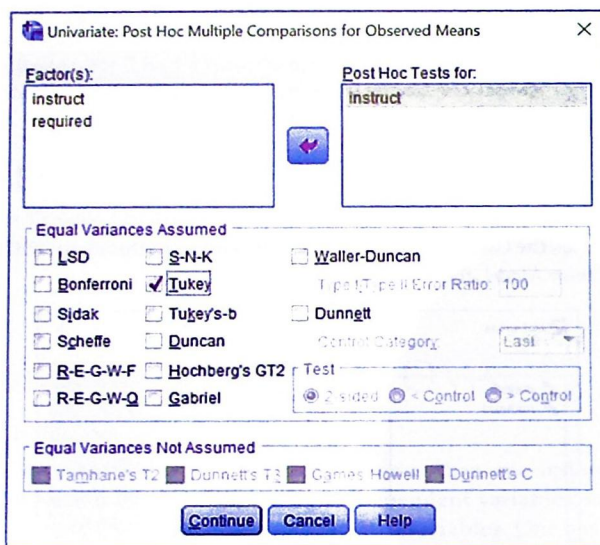 Univariate: Post Hoc Multiple Comparisons for Observed Means
Factor(s):
instruct
required
Post Hoc Tests for:
instruct
Equal Variances Assumed
LSD S-N-K Waller-Duncan
Bonferroni Tukey Type I/Type II Error Ratio: 100
Sidak Tukey's-b Dunnett
Scheffe Duncan Control Category: Last
R-E-G-W-F Hochberg's GT2 Test
R-E-G-W-Q Gabriel 2-sided < Control > Control
Equal Variances Not Assumed
Tamhane's T2 Dunnett's T3 Games-Howell Dunnett's C
Continue Cancel Help